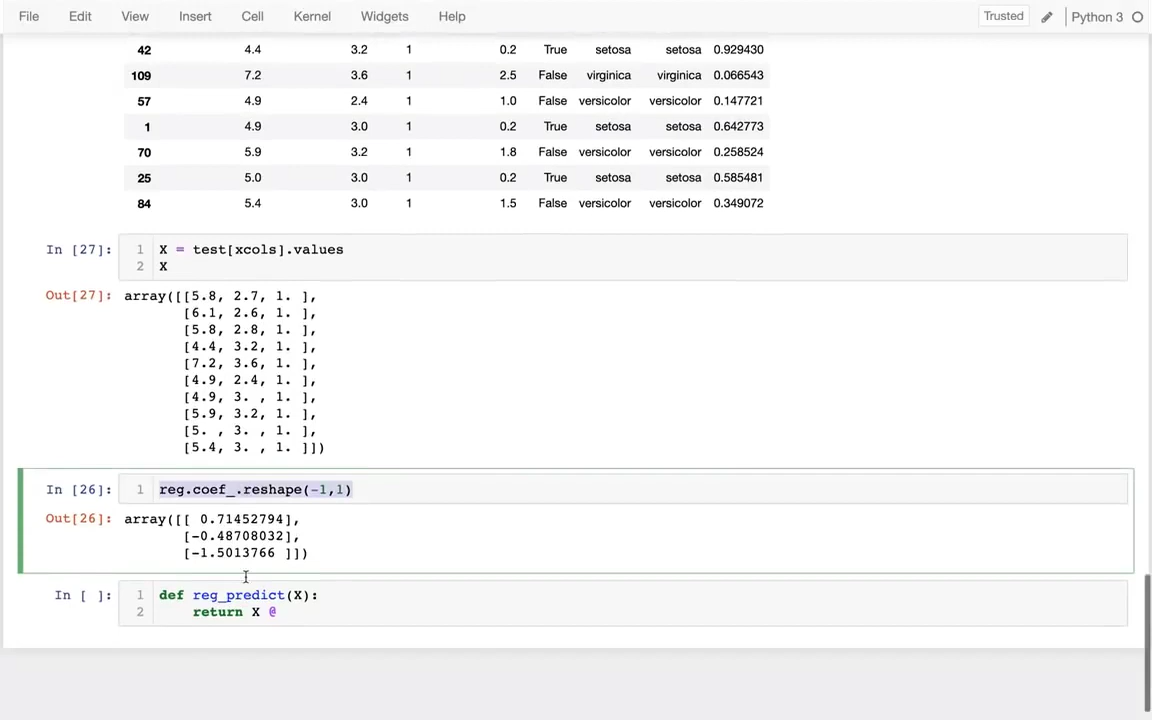 File Edit View Insert Cell Kernel Widgets Help Trusted Python 3
42 4.4 3.2 1 0.2 True setosa setosa 0.929430
109 7.2 3.6 1 2.5 False virginica virginica 0.066543
57 4.9 2.4 1 1.0 False versicolor versicolor 0.147721
1 4.9 3.0 1 0.2 True setosa setosa 0.642773
70 5.9 3.2 1 1.8 False versicolor versicolor 0.258524
25 5.0 3.0 1 0.2 True setosa setosa 0.585481
84 5.4 3.0 1 1.5 False versicolor versicolor 0.349072
In [27]: 1 X = test[xcols].values
2 X
Out[27]: array([[5.8, 2.7, 1. ],
[6.1, 2.6, 1. ],
[5.8, 2.8, 1. ],
[4.4, 3.2, 1. ],
[7.2, 3.6, 1. ],
[4.9, 2.4, 1. ],
[4.9, 3. , 1. ],
[5.9, 3.2, 1. ],
[5. , 3. , 1. ],
[5.4, 3. , 1. ]])
In [26]: 1 reg.coef_.reshape(-1,1)
Out[26]: array([[ 0.71452794],
[-0.48708032],
[-1.5013766 ]])
In [ ]: 1 def reg_predict(X):
2 return X @